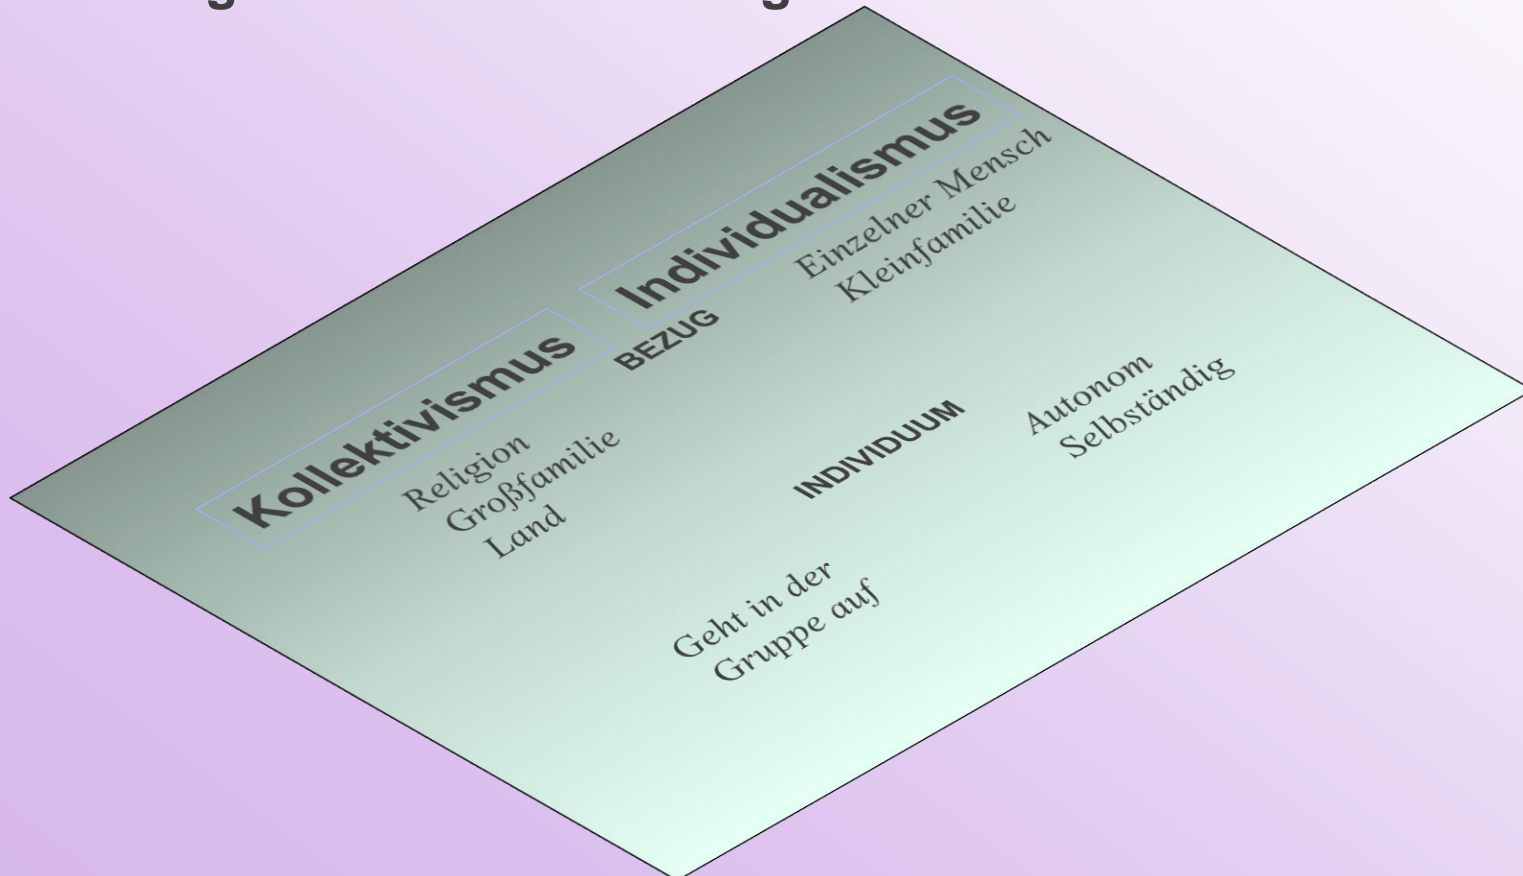 Kollektivismus
Individualismus
BEZUG
Religion
Großfamilie
Land
Einzelner Mensch
Kleinfamilie
INDIVIDUUM
Geht in der
Gruppe auf
Autonom
Selbständig